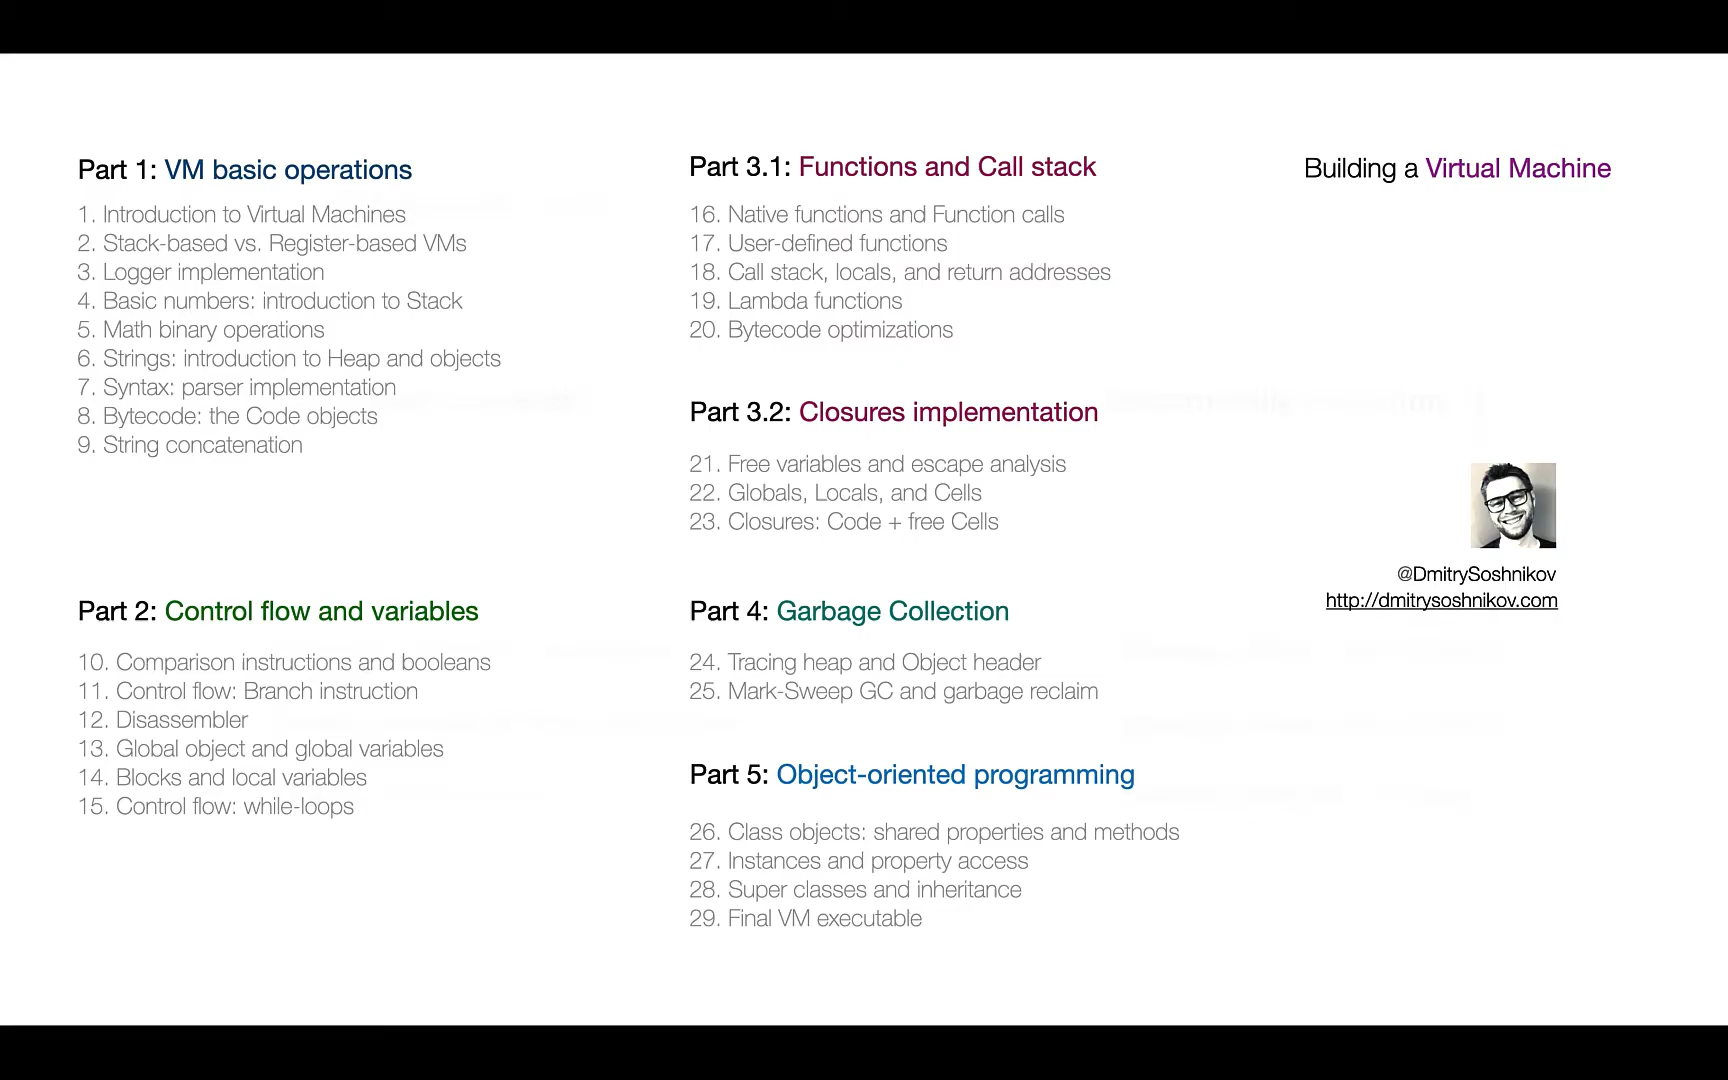 Part 1: VM basic operations
1. Introduction to Virtual Machines
2. Stack-based vs. Register-based VMs
3. Logger implementation
4. Basic numbers: introduction to Stack
5. Math binary operations
6. Strings: introduction to Heap and objects
7. Syntax: parser implementation
8. Bytecode: the Code objects
9. String concatenation
Part 2: Control flow and variables
10. Comparison instructions and booleans
11. Control flow: Branch instruction
12. Disassembler
13. Global object and global variables
14. Blocks and local variables
15. Control flow: while-loops
Part 3.1: Functions and Call stack
16. Native functions and Function calls
17. User-defined functions
18. Call stack, locals, and return addresses
19. Lambda functions
20. Bytecode optimizations
Part 3.2: Closures implementation
21. Free variables and escape analysis
22. Globals, Locals, and Cells
23. Closures: Code + free Cells
Part 4: Garbage Collection
24. Tracing heap and Object header
25. Mark-Sweep GC and garbage reclaim
Part 5: Object-oriented programming
26. Class objects: shared properties and methods
27. Instances and property access
28. Super classes and inheritance
29. Final VM executable
Building a Virtual Machine
@DmitrySoshnikov
http://dmitrysoshnikov.com